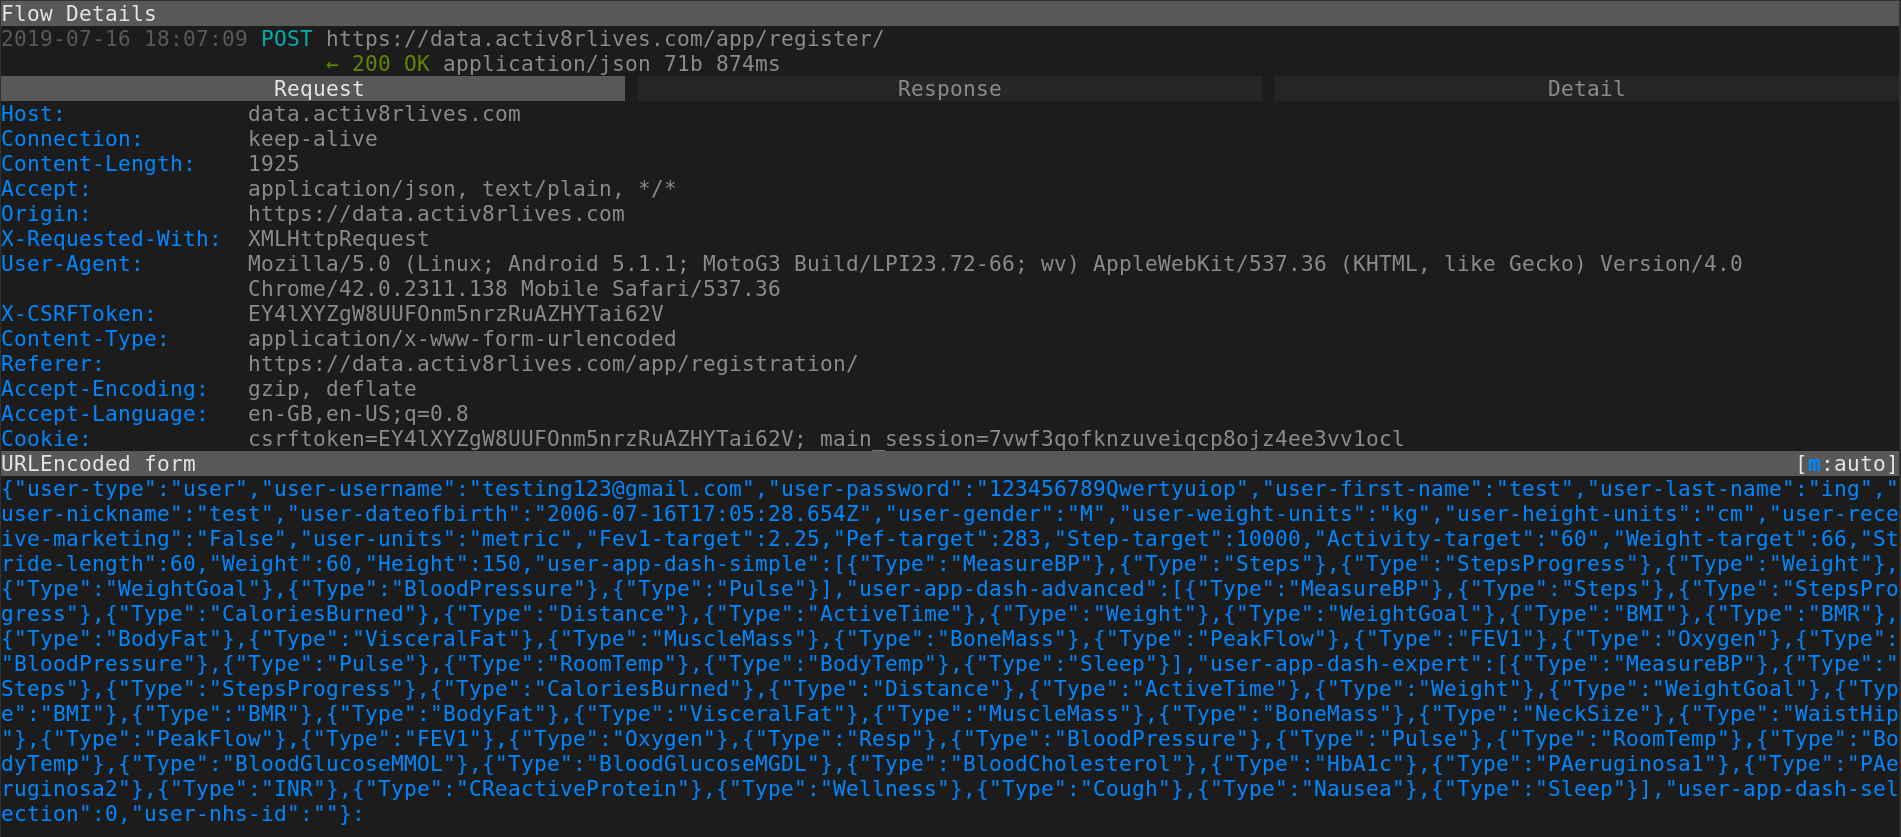 Flow Details
2019-07-16 18:07:09 POST https://data.activ8rlives.com/app/register/
← 200 OK application/json 71b 874ms
Request Response Detail
Host: data.activ8rlives.com
Connection: keep-alive
Content-Length: 1925
Accept: application/json, text/plain, */*
Origin: https://data.activ8rlives.com
X-Requested-With: XMLHttpRequest
User-Agent: Mozilla/5.0 (Linux; Android 5.1.1; MotoG3 Build/LPI23.72-66; wv) AppleWebKit/537.36 (KHTML, like Gecko) Version/4.0
Chrome/42.0.2311.138 Mobile Safari/537.36
X-CSRFToken: EY4lXYZgW8UUFOnm5nrzRuAZHYTai62V
Content-Type: application/x-www-form-urlencoded
Referer: https://data.activ8rlives.com/app/registration/
Accept-Encoding: gzip, deflate
Accept-Language: en-GB,en-US;q=0.8
Cookie: csrftoken=EY4lXYZgW8UUFOnm5nrzRuAZHYTai62V; main_session=7vwf3qofknzuveiqcp8ojz4ee3vv1ocl
URLEncoded form [m:auto]
{"user-type":"user","user-username":"testing123@gmail.com","user-password":"123456789Qwertyuiop","user-first-name":"test","user-last-name":"ing","
user-nickname":"test","user-dateofbirth":"2006-07-16T17:05:28.654Z","user-gender":"M","user-weight-units":"kg","user-height-units":"cm","user-rece
ive-marketing":"False","user-units":"metric","Fev1-target":2.25,"Pef-target":283,"Step-target":10000,"Activity-target":"60","Weight-target":66,"St
ride-length":60,"Weight":60,"Height":150,"user-app-dash-simple":[{"Type":"MeasureBP"},{"Type":"Steps"},{"Type":"StepsProgress"},{"Type":"Weight"},
{"Type":"WeightGoal"},{"Type":"BloodPressure"},{"Type":"Pulse"}],"user-app-dash-advanced":[{"Type":"MeasureBP"},{"Type":"Steps"},{"Type":"StepsPro
gress"},{"Type":"CaloriesBurned"},{"Type":"Distance"},{"Type":"ActiveTime"},{"Type":"Weight"},{"Type":"WeightGoal"},{"Type":"BMI"},{"Type":"BMR"},
{"Type":"BodyFat"},{"Type":"VisceralFat"},{"Type":"MuscleMass"},{"Type":"BoneMass"},{"Type":"PeakFlow"},{"Type":"FEV1"},{"Type":"Oxygen"},{"Type":
"BloodPressure"},{"Type":"Pulse"},{"Type":"RoomTemp"},{"Type":"BodyTemp"},{"Type":"Sleep"}],"user-app-dash-expert":[{"Type":"MeasureBP"},{"Type":"
Steps"},{"Type":"StepsProgress"},{"Type":"CaloriesBurned"},{"Type":"Distance"},{"Type":"ActiveTime"},{"Type":"Weight"},{"Type":"WeightGoal"},{"Typ
e":"BMI"},{"Type":"BMR"},{"Type":"BodyFat"},{"Type":"VisceralFat"},{"Type":"MuscleMass"},{"Type":"BoneMass"},{"Type":"NeckSize"},{"Type":"WaistHip
"},{"Type":"PeakFlow"},{"Type":"FEV1"},{"Type":"Oxygen"},{"Type":"Resp"},{"Type":"BloodPressure"},{"Type":"Pulse"},{"Type":"RoomTemp"},{"Type":"Bo
dyTemp"},{"Type":"BloodGlucoseMMOL"},{"Type":"BloodGlucoseMGDL"},{"Type":"BloodCholesterol"},{"Type":"HbA1c"},{"Type":"PAeruginosa1"},{"Type":"PAe
ruginosa2"},{"Type":"INR"},{"Type":"CReactiveProtein"},{"Type":"Wellness"},{"Type":"Cough"},{"Type":"Nausea"},{"Type":"Sleep"}],"user-app-dash-sel
ection":0,"user-nhs-id":""}: